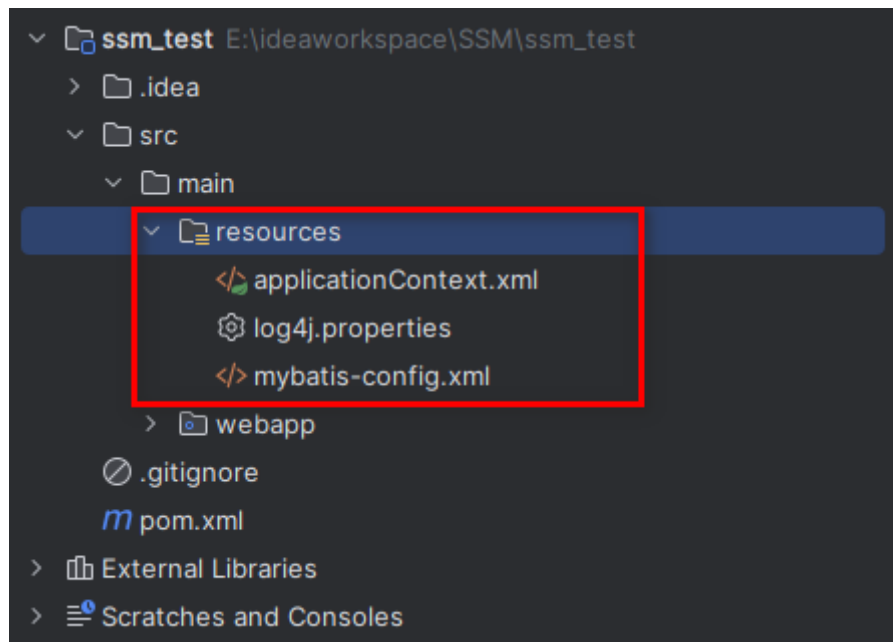 ssm_test E:\ideaworkspace\SSM\ssm_test
.idea
src
main
resources
applicationContext.xml
log4j.properties
mybatis-config.xml
webapp
.gitignore
pom.xml
External Libraries
Scratches and Consoles